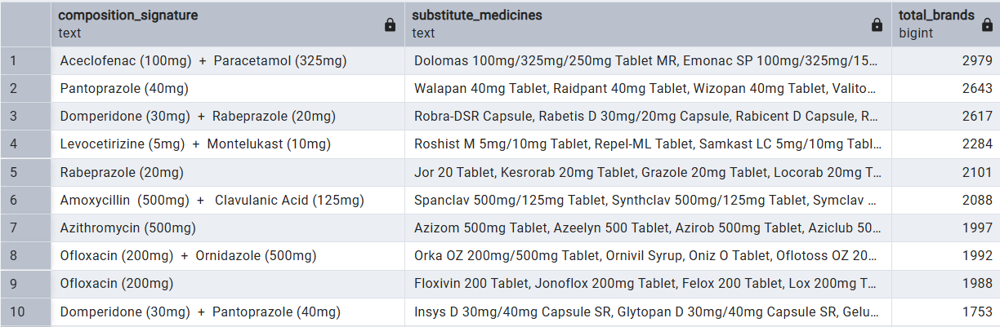 composition_signature substitute_medicines total_brands
text text bigint
1 Aceclofenac (100mg) + Paracetamol (325mg) Dolomas 100mg/325mg/250mg Tablet MR, Emonac SP 100mg/325mg/15... 2979
2 Pantoprazole (40mg) Walapan 40mg Tablet, Raidpant 40mg Tablet, Wizopan 40mg Tablet, Valito... 2643
3 Domperidone (30mg) + Rabeprazole (20mg) Robra-DSR Capsule, Rabetis D 30mg/20mg Capsule, Rabicent D Capsule, R... 2617
4 Levocetirizine (5mg) + Montelukast (10mg) Roshist M 5mg/10mg Tablet, Repel-ML Tablet, Samkast LC 5mg/10mg Tabl... 2284
5 Rabeprazole (20mg) Jor 20 Tablet, Kesrorab 20mg Tablet, Grazole 20mg Tablet, Locorab 20mg T... 2101
6 Amoxycillin (500mg) + Clavulanic Acid (125mg) Spanclav 500mg/125mg Tablet, Synthclav 500mg/125mg Tablet, Symclav ... 2088
7 Azithromycin (500mg) Azizom 500mg Tablet, Azeelyn 500 Tablet, Azirob 500mg Tablet, Aziclub 50... 1997
8 Ofloxacin (200mg) + Ornidazole (500mg) Orka OZ 200mg/500mg Tablet, Ornivil Syrup, Oniz O Tablet, Oflotoss OZ 20... 1992
9 Ofloxacin (200mg) Floxivin 200 Tablet, Jonoflox 200mg Tablet, Felox 200 Tablet, Lox 200mg T... 1988
10 Domperidone (30mg) + Pantoprazole (40mg) Insys D 30mg/40mg Capsule SR, Glytopan D 30mg/40mg Capsule SR, Gelu... 1753